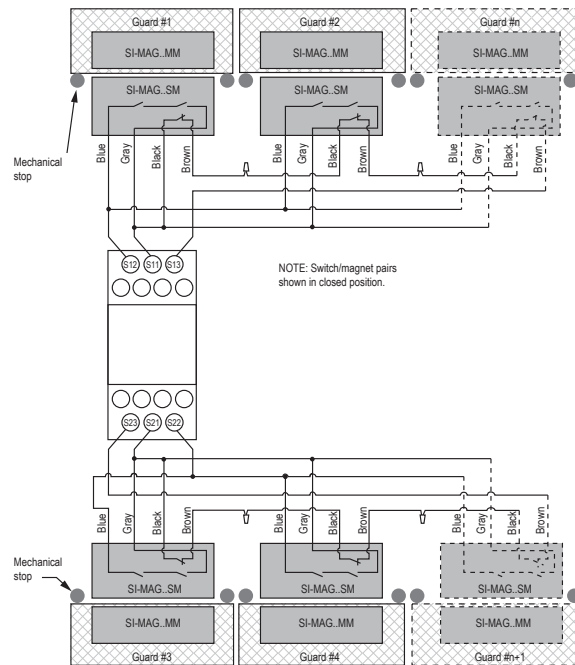 Guard #1
Guard #2
Guard #n
SI-MAG..MM
SI-MAG..MM
SI-MAG..MM
SI-MAG..SM
SI-MAG..SM
SI-MAG..SM
Mechanical
stop
Blue
Gray
Black
Brown
Blue
Gray
Black
Brown
Blue
Gray
Black
Brown
S12
S11
S13
NOTE: Switch/magnet pairs
shown in closed position.
S23
S21
S22
Blue
Gray
Black
Brown
Blue
Gray
Black
Brown
Blue
Gray
Black
Brown
Mechanical
stop
SI-MAG..SM
SI-MAG..SM
SI-MAG..SM
SI-MAG..MM
SI-MAG..MM
SI-MAG..MM
Guard #3
Guard #4
Guard #n+1